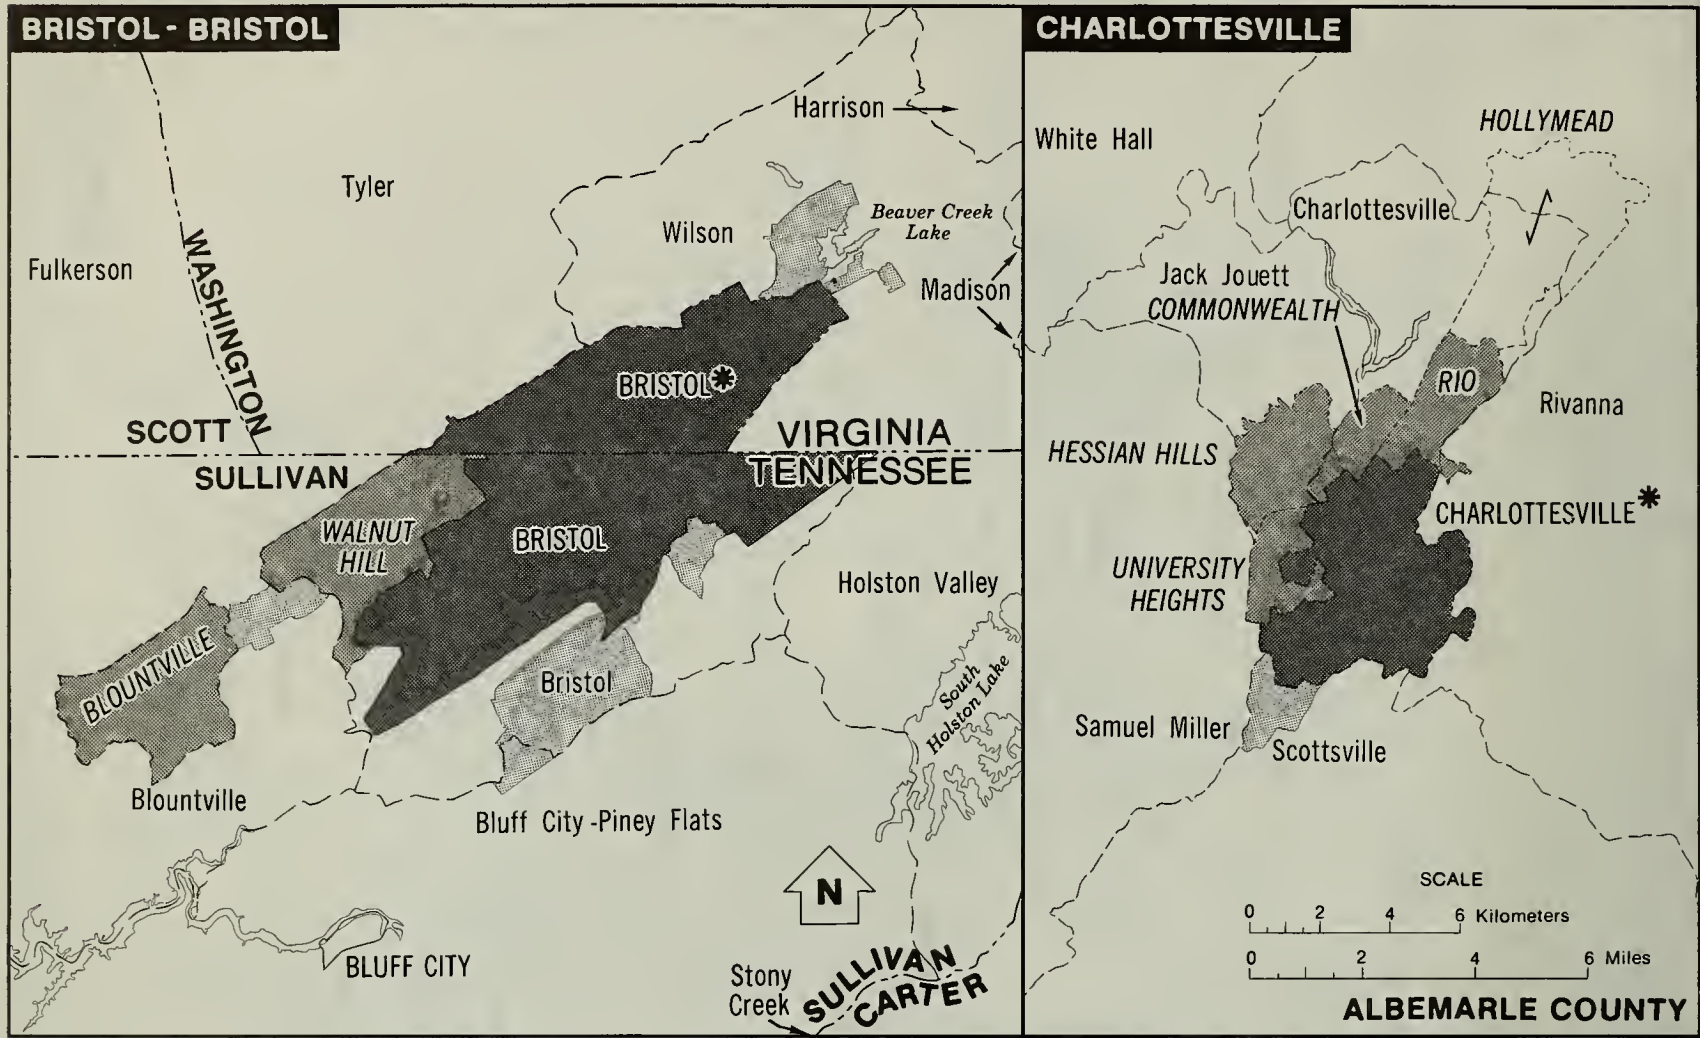 BRISTOL - BRISTOL
Harrison
Tyler
Wilson
Beaver Creek
Lake
Fulkerson
WASHINGTON
Madison
BRISTOL*
SCOTT
VIRGINIA
SULLIVAN
TENNESSEE
WALNUT
HILL
BRISTOL
Holston Valley
BLOUNTVILLE
Bristol
South
Holston Lake
Blountville
Bluff City-Piney Flats
N
BLUFF CITY
Stony
Creek
SULLIVAN
CARTER
CHARLOTTESVILLE
HOLLYMEAD
White Hall
Charlottesville
Jack Jouett
COMMONWEALTH
RIO
Rivanna
HESSIAN HILLS
CHARLOTTESVILLE*
UNIVERSITY
HEIGHTS
Samuel Miller
Scottsville
SCALE
0 2 4 6 Kilometers
0 2 4 6 Miles
ALBEMARLE COUNTY